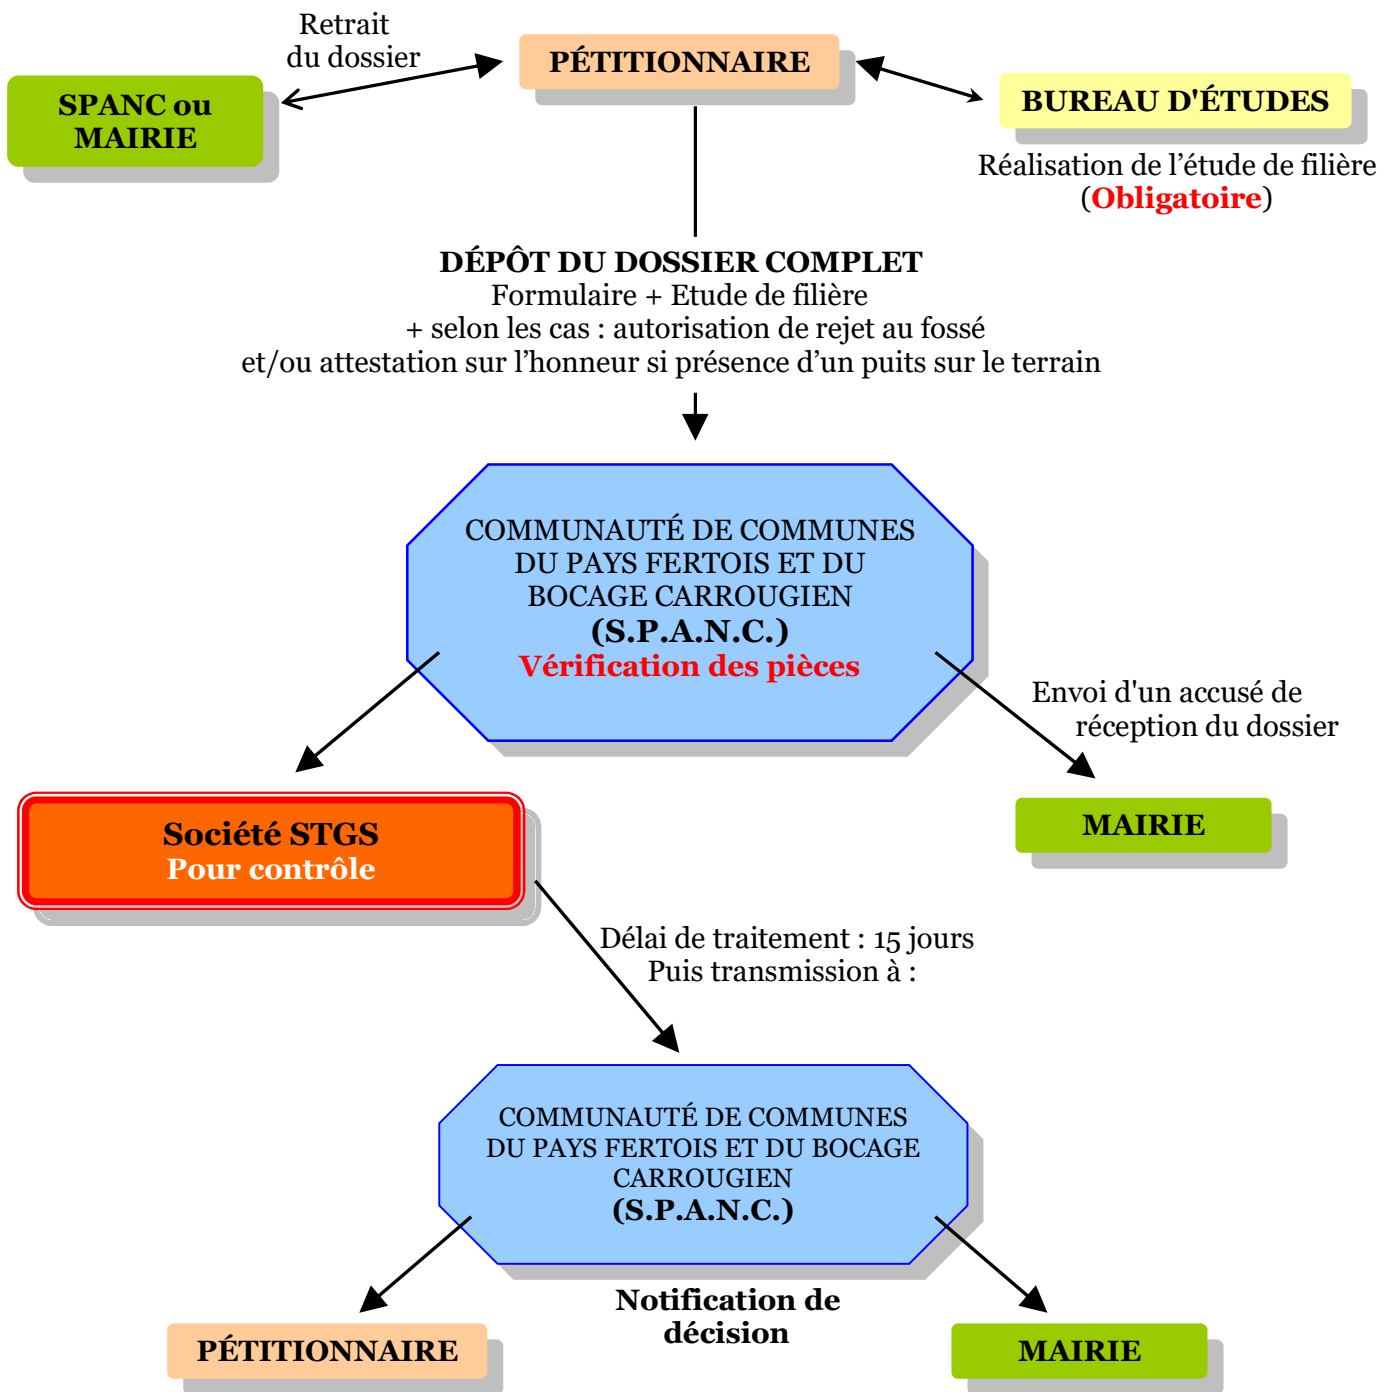 Retrait
du dossier
PÉTITIONNAIRE
SPANC ou
MAIRIE
BUREAU D'ÉTUDES
Réalisation de l’étude de filière
(Obligatoire)
DÉPÔT DU DOSSIER COMPLET
Formulaire + Etude de filière
+ selon les cas : autorisation de rejet au fossé
et/ou attestation sur l’honneur si présence d’un puits sur le terrain
COMMUNAUTÉ DE COMMUNES
DU PAYS FERTOIS ET DU
BOCAGE CARROUGIEN
(S.P.A.N.C.)
Vérification des pièces
Envoi d'un accusé de
réception du dossier
Société STGS
Pour contrôle
MAIRIE
Délai de traitement : 15 jours
Puis transmission à :
COMMUNAUTÉ DE COMMUNES
DU PAYS FERTOIS ET DU BOCAGE
CARROUGIEN
(S.P.A.N.C.)
Notification de
décision
PÉTITIONNAIRE
MAIRIE